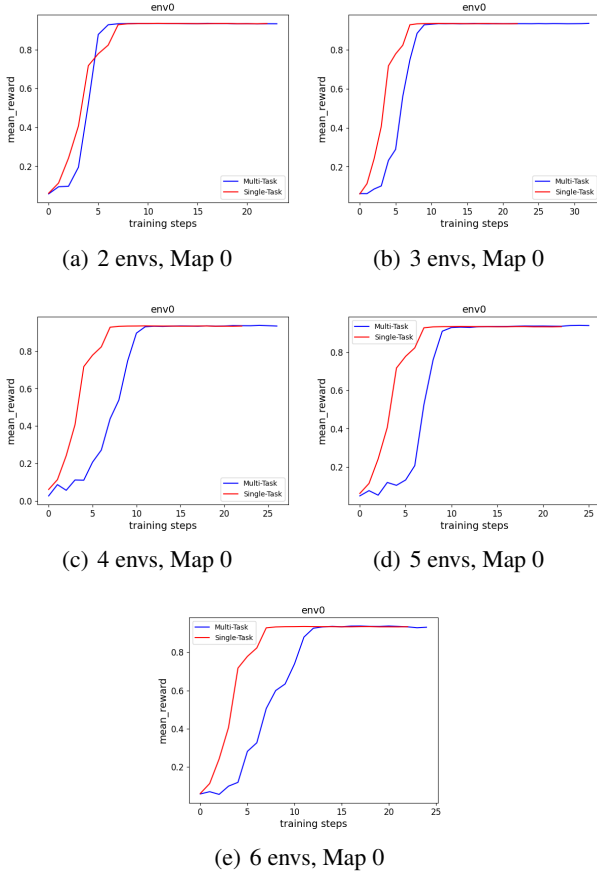 env0
mean_reward
0.8
0.6
0.4
0.2
Multi-Task
Single-Task
0 5 10 15 20
training steps
(a) 2 envs, Map 0
env0
mean_reward
0.8
0.6
0.4
0.2
Multi-Task
Single-Task
0 5 10 15 20 25 30
training steps
(b) 3 envs, Map 0
env0
mean_reward
0.8
0.6
0.4
0.2
0.0
Multi-Task
Single-Task
0 5 10 15 20 25
training steps
(c) 4 envs, Map 0
env0
Multi-Task
Single-Task
mean_reward
0.8
0.6
0.4
0.2
0 5 10 15 20 25
training steps
(d) 5 envs, Map 0
env0
Multi-Task
Single-Task
mean_reward
0.8
0.6
0.4
0.2
0 5 10 15 20 25
training steps
(e) 6 envs, Map 0